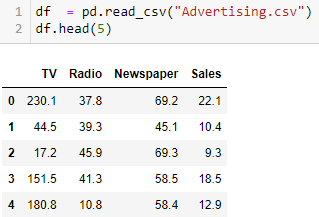 1 df = pd.read_csv("Advertising.csv")
2 df.head(5)
TV Radio Newspaper Sales
0 230.1 37.8 69.2 22.1
1 44.5 39.3 45.1 10.4
2 17.2 45.9 69.3 9.3
3 151.5 41.3 58.5 18.5
4 180.8 10.8 58.4 12.9